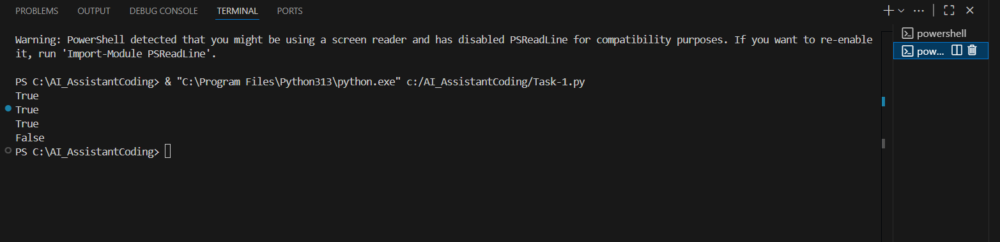 PROBLEMS OUTPUT DEBUG CONSOLE TERMINAL PORTS
Warning: PowerShell detected that you might be using a screen reader and has disabled PSReadLine for compatibility purposes. If you want to re-enable
it, run 'Import-Module PSReadLine'.
PS C:\AI_AssistantCoding> & "C:\Program Files\Python313\python.exe" c:/AI_AssistantCoding/Task-1.py
True
True
True
False
PS C:\AI_AssistantCoding>
powershell
pow...